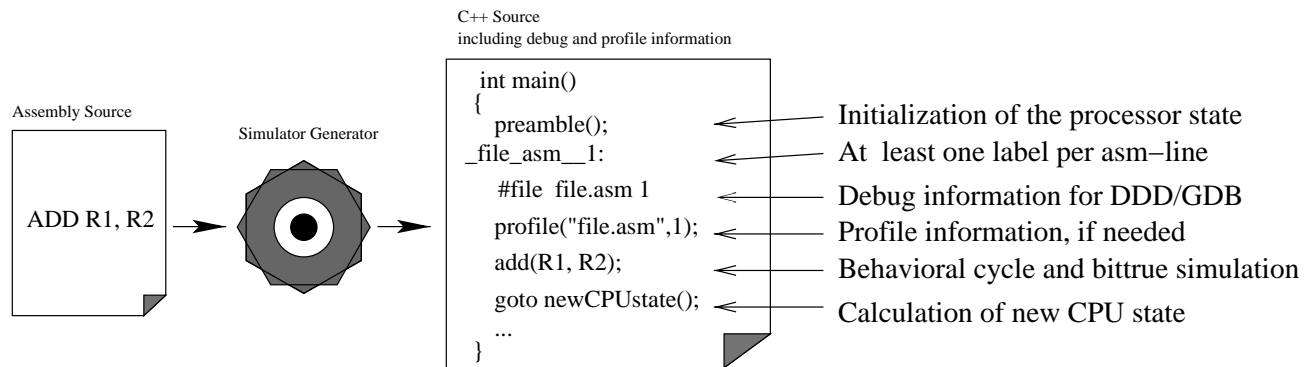 C++ Source
including debug and profile information
Assembly Source
Simulator Generator
ADD R1, R2
int main()
{
preamble();
_file_asm__1:
#file file.asm 1
profile("file.asm",1);
add(R1, R2);
goto newCPUstate();
...
}
Initialization of the processor state
At least one label per asm−line
Debug information for DDD/GDB
Profile information, if needed
Behavioral cycle and bittrue simulation
Calculation of new CPU state